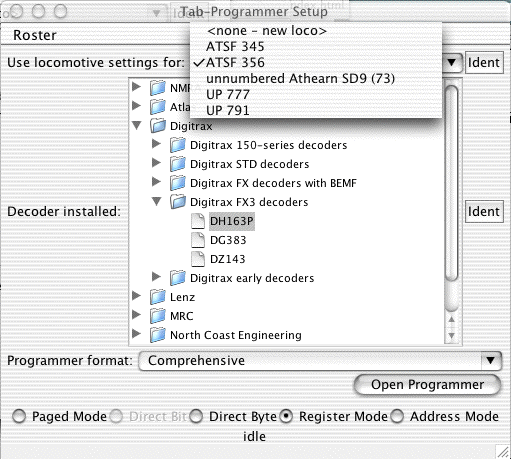 Tab-Programmer Setup
Roster
Use locomotive settings for:
<none - new loco>
ATSF 345
✓ATSF 356
unnumbered Athearn SD9 (73)
UP 777
UP 791
Ident
Decoder installed:
NM
Atla
Digitrax
Digitrax 150-series decoders
Digitrax STD decoders
Digitrax FX decoders with BEMF
Digitrax FX3 decoders
DH163P
DG383
DZ143
Digitrax early decoders
Lenz
MRC
North Coast Engineering
Ident
Programmer format: Comprehensive
Open Programmer
Paged Mode Direct Bit Direct Byte Register Mode Address Mode
idle